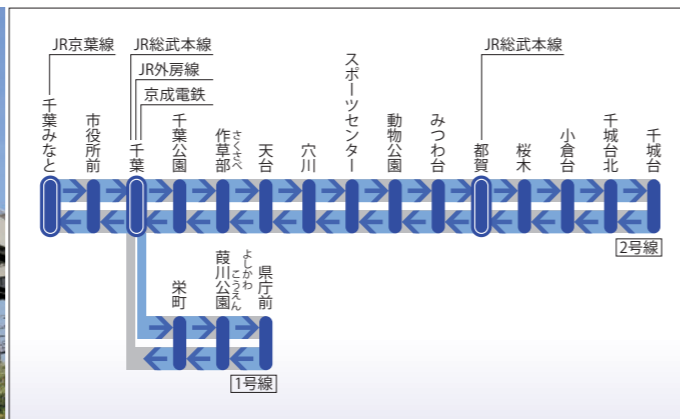 JR京葉線
JR総武本線
JR外房線
京成電鉄
JR総武本線
千葉みなと
市役所前
千葉
千葉公園
作草部
さくさべ
天台
穴川
スポーツセンター
動物公園
みつわ台
都賀
桜木
小倉台
千城台北
千城台
2号線
栄町
葭川公園
よしかわ
こうえん
県庁前
1号線